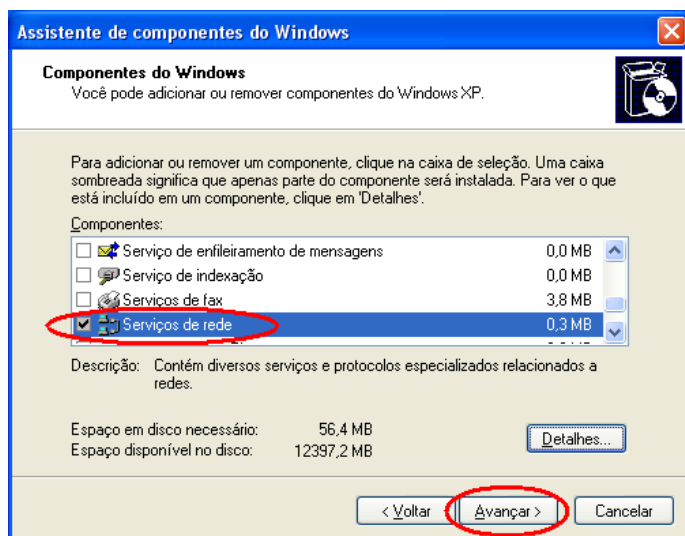 Assistente de componentes do Windows
Componentes do Windows
Você pode adicionar ou remover componentes do Windows XP.
Para adicionar ou remover um componente, clique na caixa de seleção. Uma caixa
sombreada significa que apenas parte do componente será instalada. Para ver o que
está incluído em um componente, clique em 'Detalhes'.
Componentes:
Serviço de enfileiramento de mensagens 0,0 MB
Serviço de indexação 0,0 MB
Serviços de fax 3,8 MB
Serviços de rede 0,3 MB
Descrição: Contém diversos serviços e protocolos especializados relacionados a
redes.
Espaço em disco necessário: 56,4 MB
Espaço disponível no disco: 12397,2 MB
Detalhes...
< Voltar Avançar > Cancelar